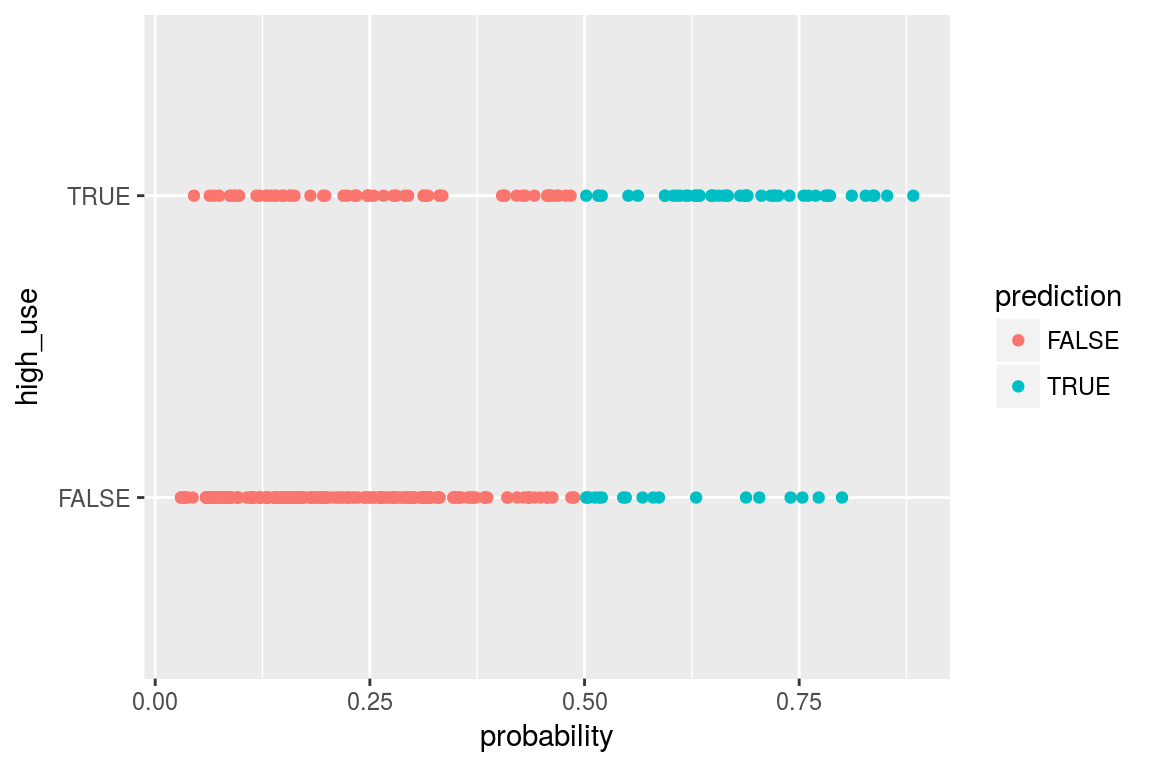 high_use
TRUE
FALSE
0.00
0.25
0.50
0.75
probability
prediction
FALSE
TRUE